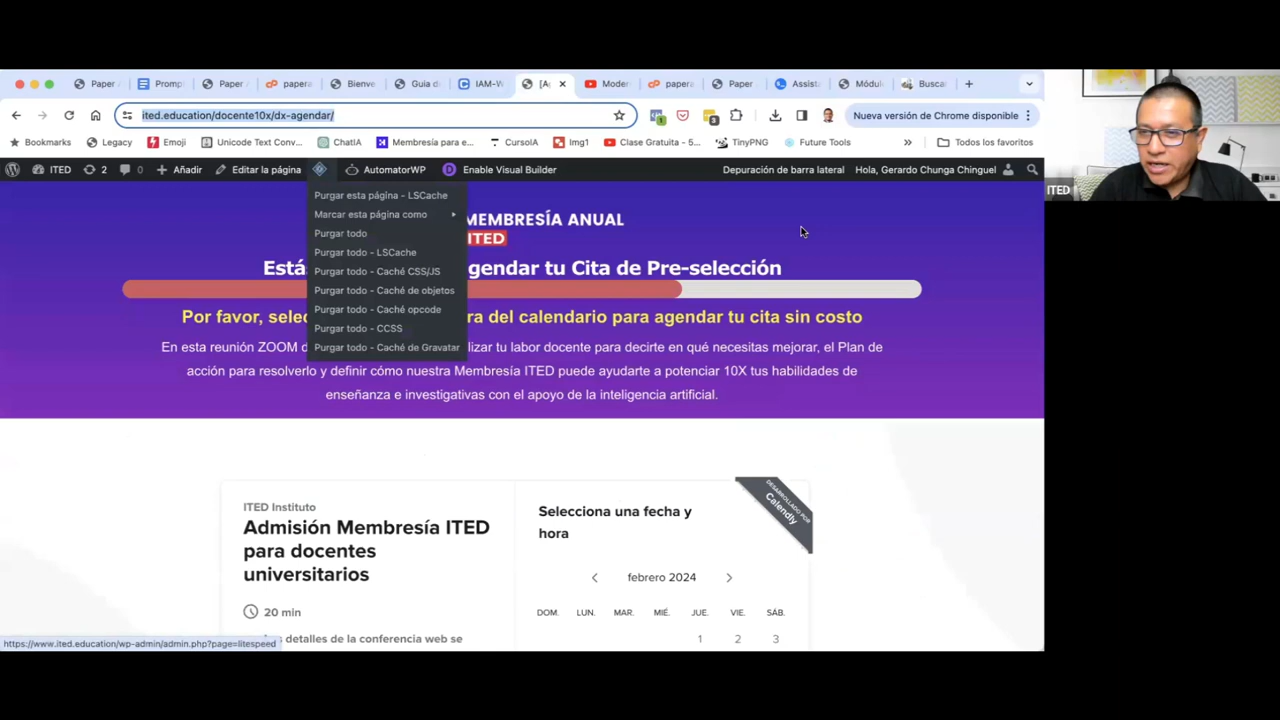 Paper
Promp
Paper
papera
Bienve
Guia d
IAM-W
[A
Moder
papera
Paper
Assist
Módul
Buscar
ited.education/docente10x/dx-agendar/
Nueva versión de Chrome disponible
Bookmarks
Legacy
Emoji
Unicode Text Conv...
ChatIA
Membresía para e...
CursoIA
Img1
Clase Gratuita - 5...
TinyPNG
Future Tools
»
Todos los favoritos
ITED
2
0
Añadir
Editar la página
AutomatorWP
Enable Visual Builder
Depuración de barra lateral
Hola, Gerardo Chunga Chinguel
ITED
Purgar esta página - LSCache
Marcar esta página como
Purgar todo
Purgar todo - LSCache
Purgar todo - Caché CSS/JS
Purgar todo - Caché de objetos
Purgar todo - Caché opcode
Purgar todo - CCSS
Purgar todo - Caché de Gravatar
MEMBRESÍA ANUAL
ITED
Está gendar tu Cita de Pre-selección
Por favor, selec ra del calendario para agendar tu cita sin costo
En esta reunión ZOOM d lizar tu labor docente para decirte en qué necesitas mejorar, el Plan de
acción para resolverlo y definir cómo nuestra Membresía ITED puede ayudarte a potenciar 10X tus habilidades de
enseñanza e investigativas con el apoyo de la inteligencia artificial.
ITED Instituto
Admisión Membresía ITED
para docentes
universitarios
20 min
s detalles de la conferencia web se
Selecciona una fecha y
hora
DESARROLLADO POR
Calendly
febrero 2024
DOM. LUN. MAR. MIÉ. JUE. VIE. SÁB.
1 2 3
https://www.ited.education/wp-admin/admin.php?page=litespeed